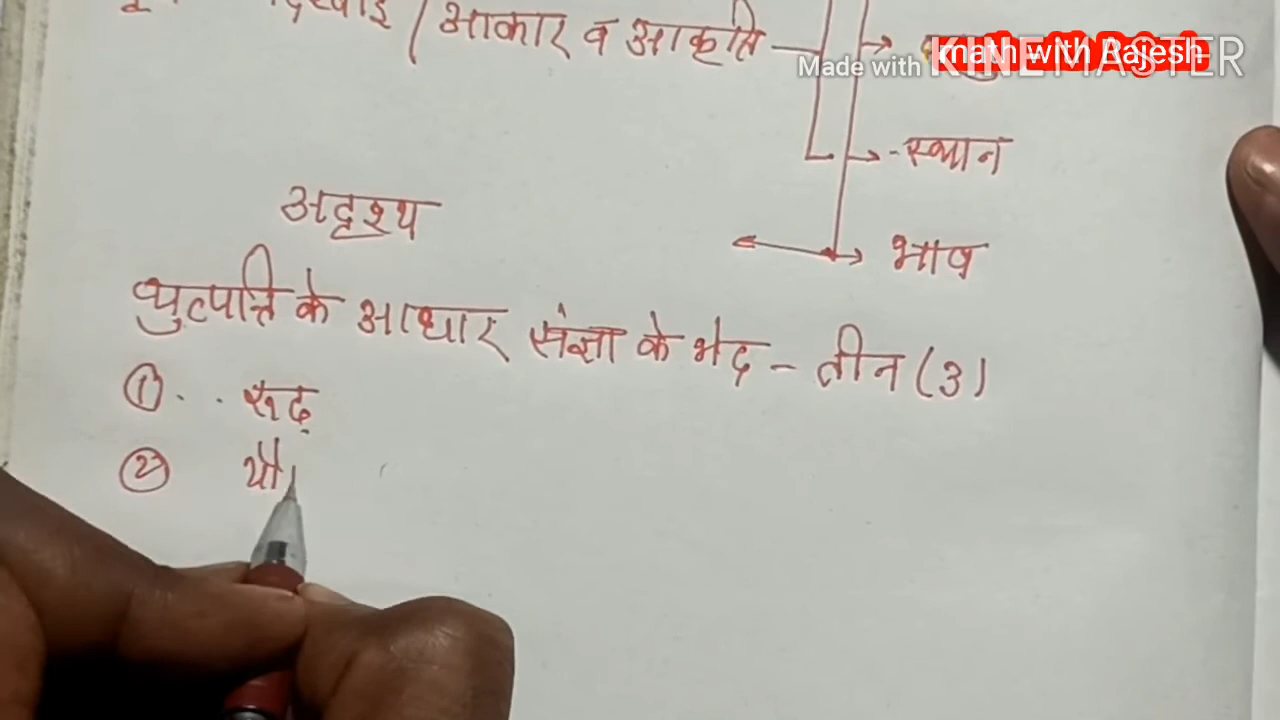 दिखाई / आकार व आकृति
math with Rajesh
Made with KINEMASTER
स्थान
अदृश्य
भाव
व्युत्पत्ति के आधार संज्ञा के भेद - तीन (3)
① रूढ़
② यौ